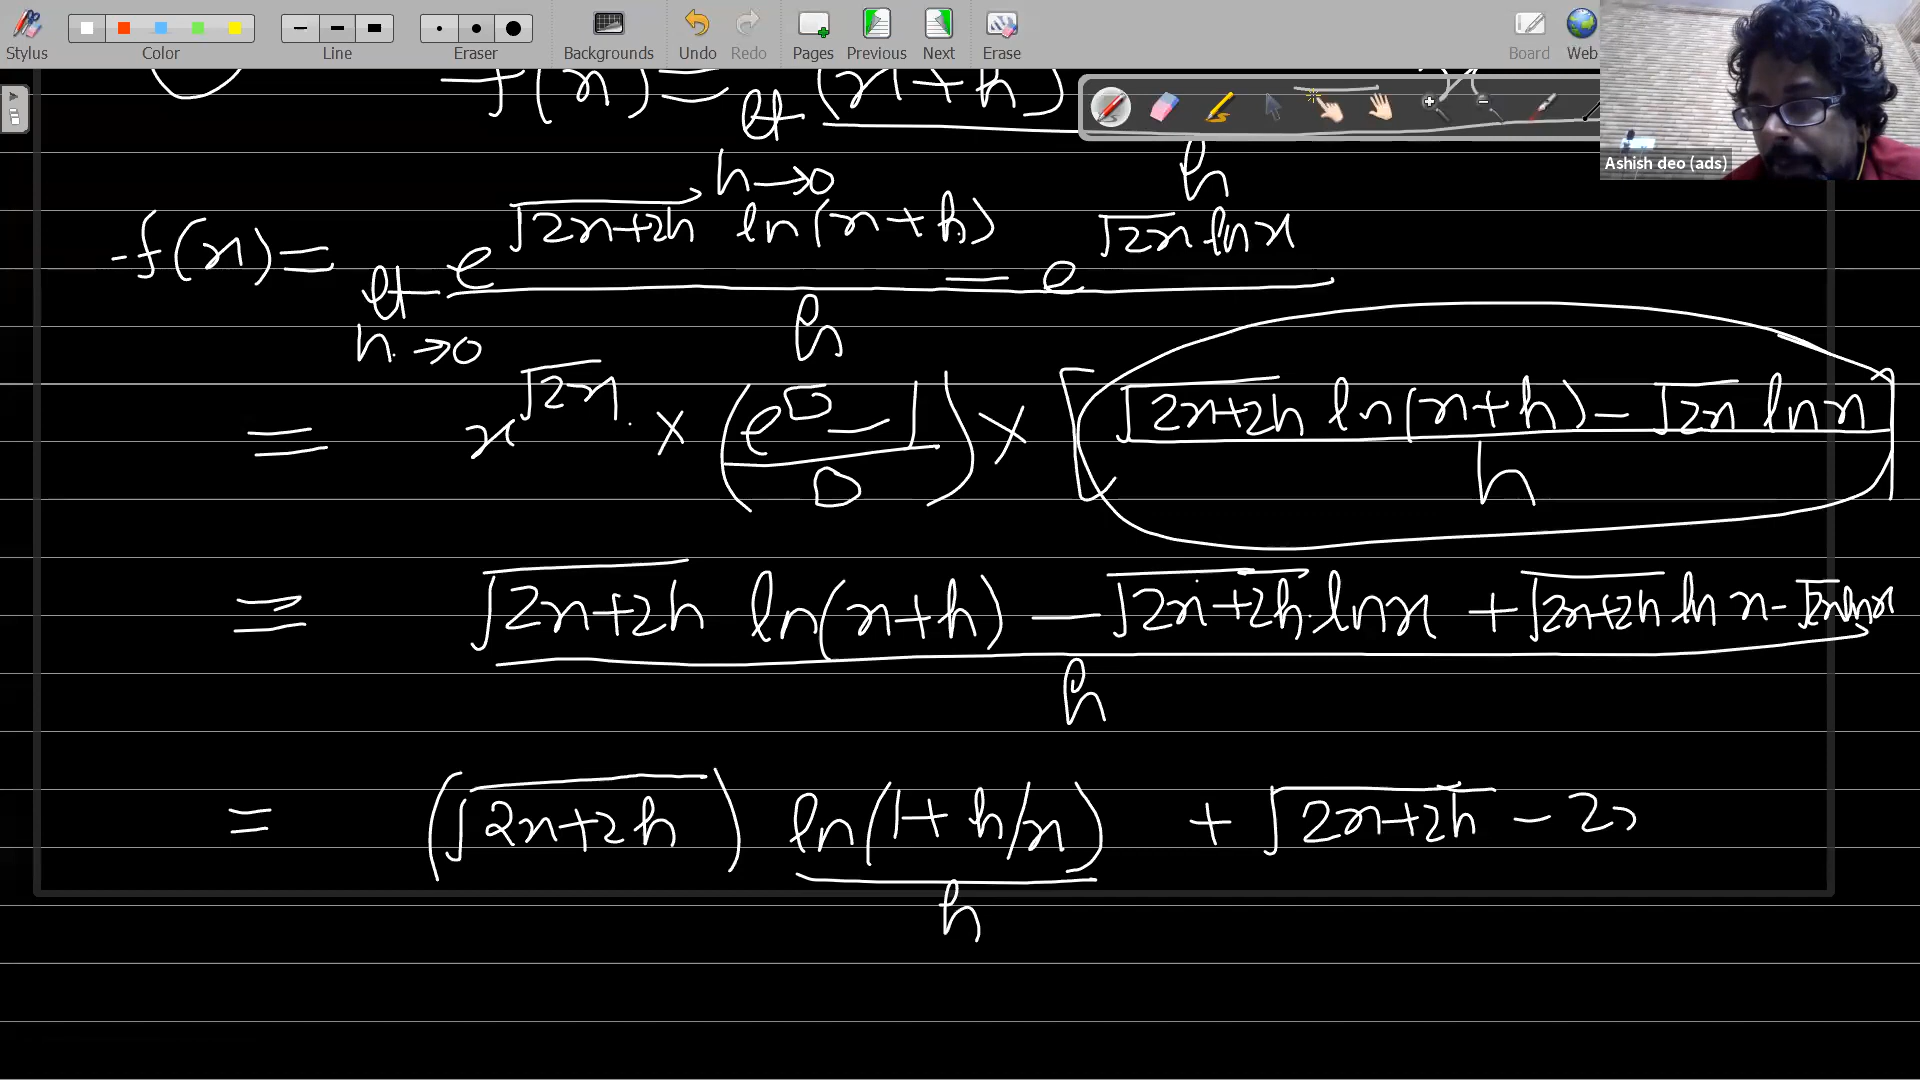 Stylus Color Line Eraser Backgrounds Undo Redo Pages Previous Next Erase Board Web
f(x) = lt h→0 (x+h) / h
Ashish deo (ads)
f(x) = lt h→0 e^{√2x+2h ln(x+h)} - e^{√2x ln x} / h
= x^{√2x} × (e^□ - 1 / □) × [√2x+2h ln(x+h) - √2x ln x / h]
= √2x+2h ln(x+h) - √2x+2h · ln x + √2x+2h ln x - √2x ln x / h
= (√2x+2h) ln(1 + h/x) / h + √2x+2h - 2